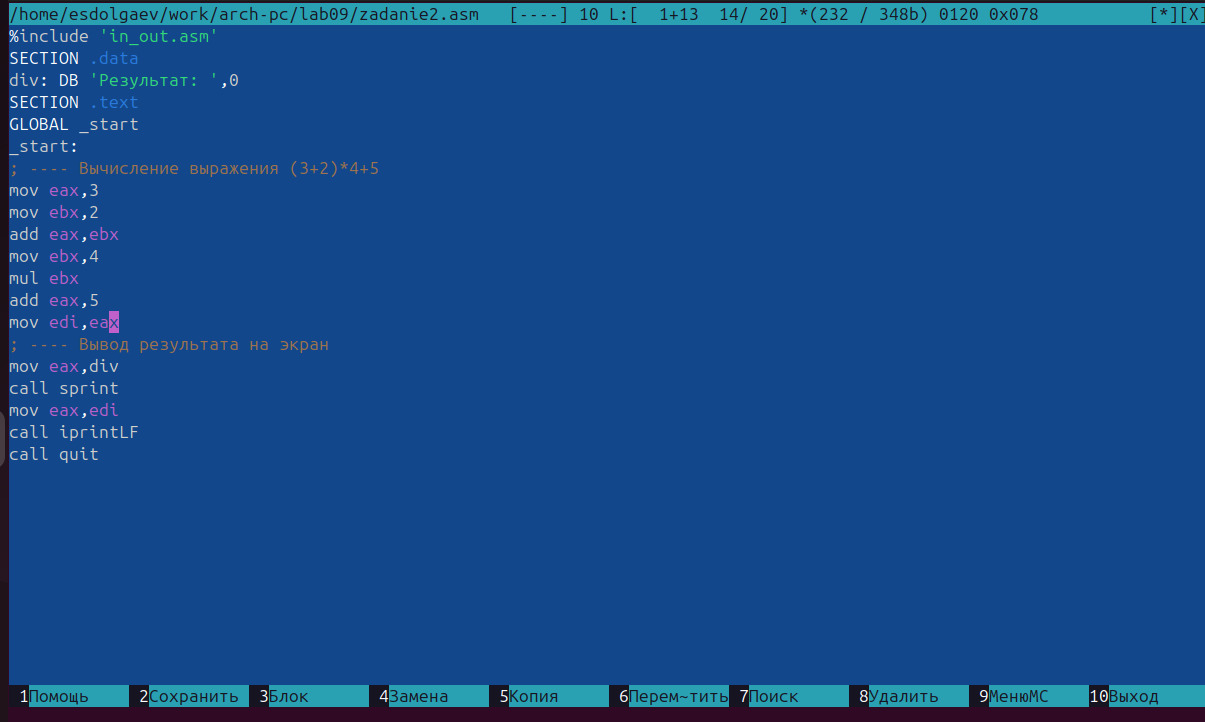 /home/esdolgaev/work/arch-pc/lab09/zadanie2.asm   [----] 10 L:[  1+13  14/ 20] *(232 / 348b) 0120 0x078           [*][X]
%include 'in_out.asm'
SECTION .data
div: DB 'Результат: ',0
SECTION .text
GLOBAL _start
_start:
; ---- Вычисление выражения (3+2)*4+5
mov eax,3
mov ebx,2
add eax,ebx
mov ebx,4
mul ebx
add eax,5
mov edi,eax
; ---- Вывод результата на экран
mov eax,div
call sprint
mov eax,edi
call iprintLF
call quit
1Помощь 2Сохранить 3Блок 4Замена 5Копия 6Перем~тить 7Поиск 8Удалить 9МенюMC 10Выход